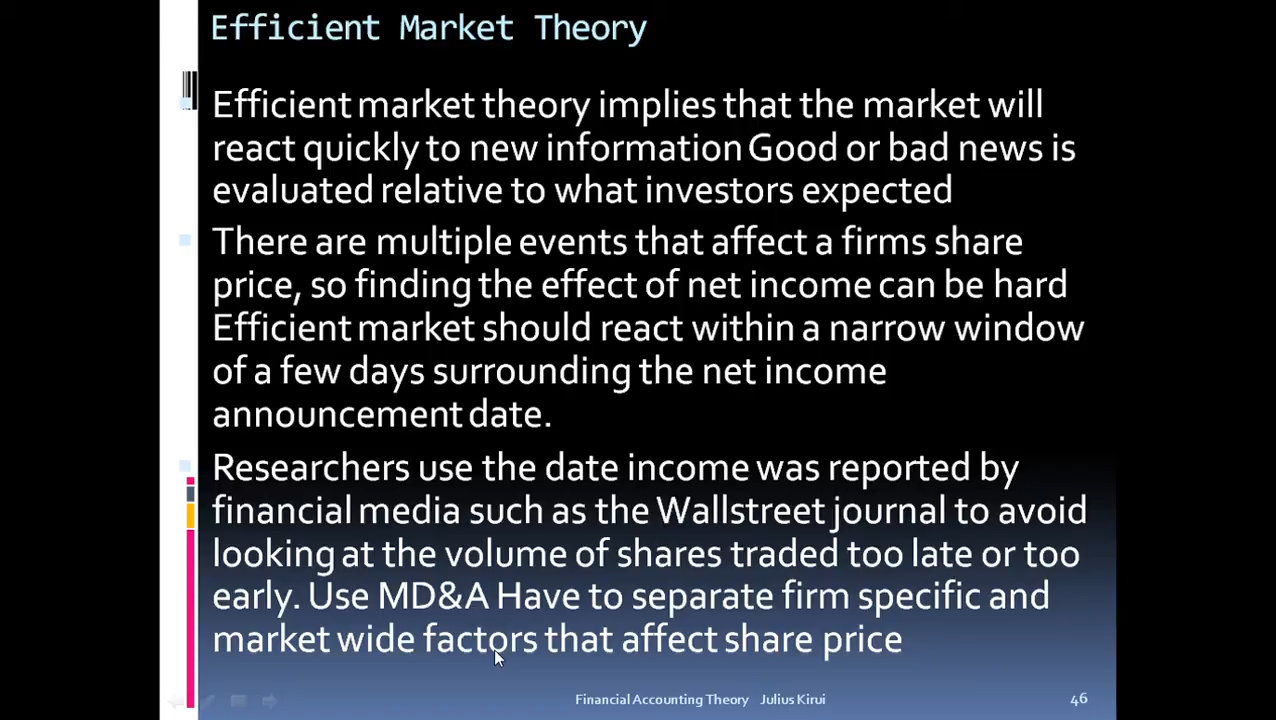 Efficient Market Theory
Efficient market theory implies that the market will
react quickly to new information Good or bad news is
evaluated relative to what investors expected
There are multiple events that affect a firms share
price, so finding the effect of net income can be hard
Efficient market should react within a narrow window
of a few days surrounding the net income
announcement date.
Researchers use the date income was reported by
financial media such as the Wallstreet journal to avoid
looking at the volume of shares traded too late or too
early. Use MD&A Have to separate firm specific and
market wide factors that affect share price
Financial Accounting Theory Julius Kirui 46